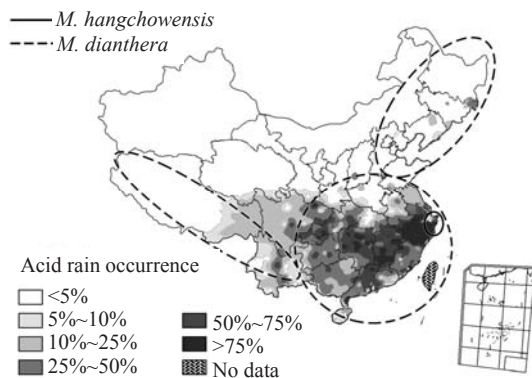 M. hangchowensis
M. dianthera
Acid rain occurrence
<5%
5%~10%
10%~25%
25%~50%
50%~75%
>75%
No data